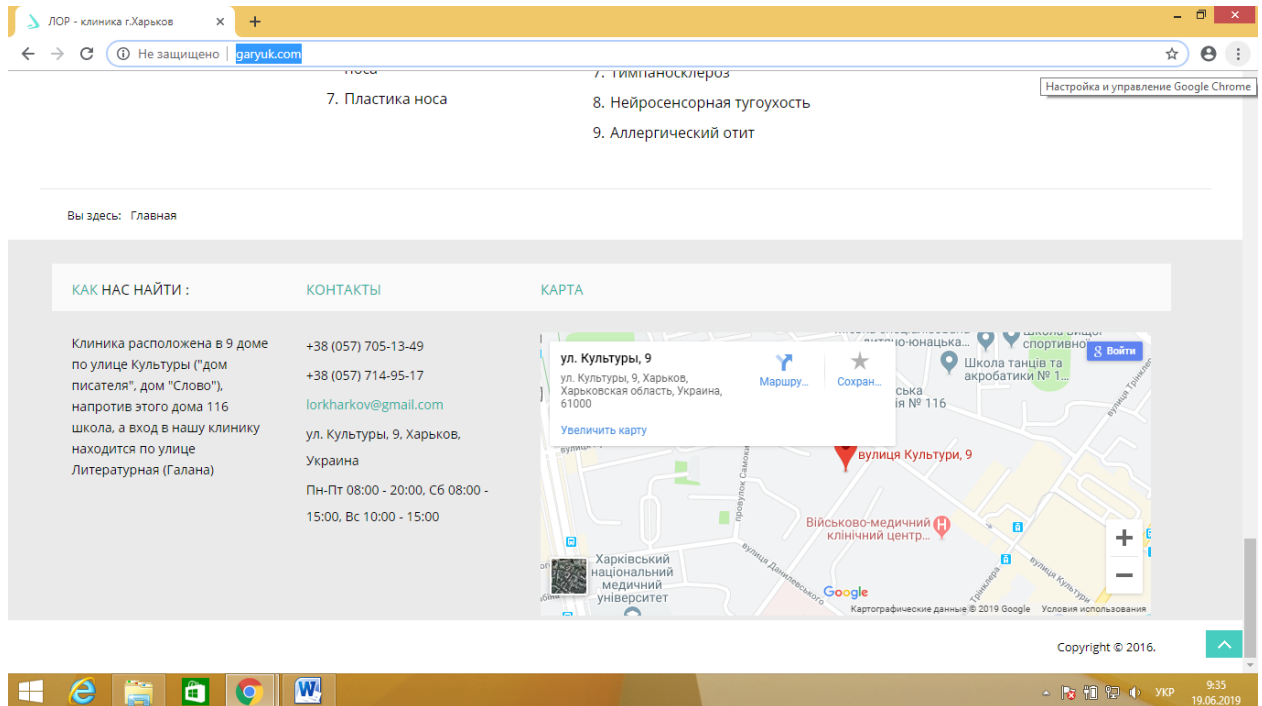 ЛОР - клиника г.Харьков
Не защищено
garyuk.com
Настройка и управление Google Chrome
носа
7. Пластика носа
7. Тимпаносклероз
8. Нейросенсорная тугоухость
9. Аллергический отит
Вы здесь: Главная
КАК НАС НАЙТИ :
Клиника расположена в 9 доме
по улице Культуры ("дом
писателя", дом "Слово"),
напротив этого дома 116
школа, а вход в нашу клинику
находится по улице
Литературная (Галана)
КОНТАКТЫ
+38 (057) 705-13-49
+38 (057) 714-95-17
lorkharkov@gmail.com
ул. Культуры, 9, Харьков,
Украина
Пн-Пт 08:00 - 20:00, Сб 08:00 -
15:00, Вс 10:00 - 15:00
КАРТА
ул. Культуры, 9
ул. Культуры, 9, Харьков,
Харьковская область, Украина,
61000
Увеличить карту
Маршру...
Сохран...
Войти
спортивно
Школа танців та
акробатики № 1...
№ 116
вулиця Культури, 9
Військово-медичний
клінічний центр...
Харківський
національний
медичний
університет
вулиця Данилевського
вулиця Культури
Google
Картографические данные © 2019 Google
Условия использования
Copyright © 2016.
УКР
9:35
19.06.2019